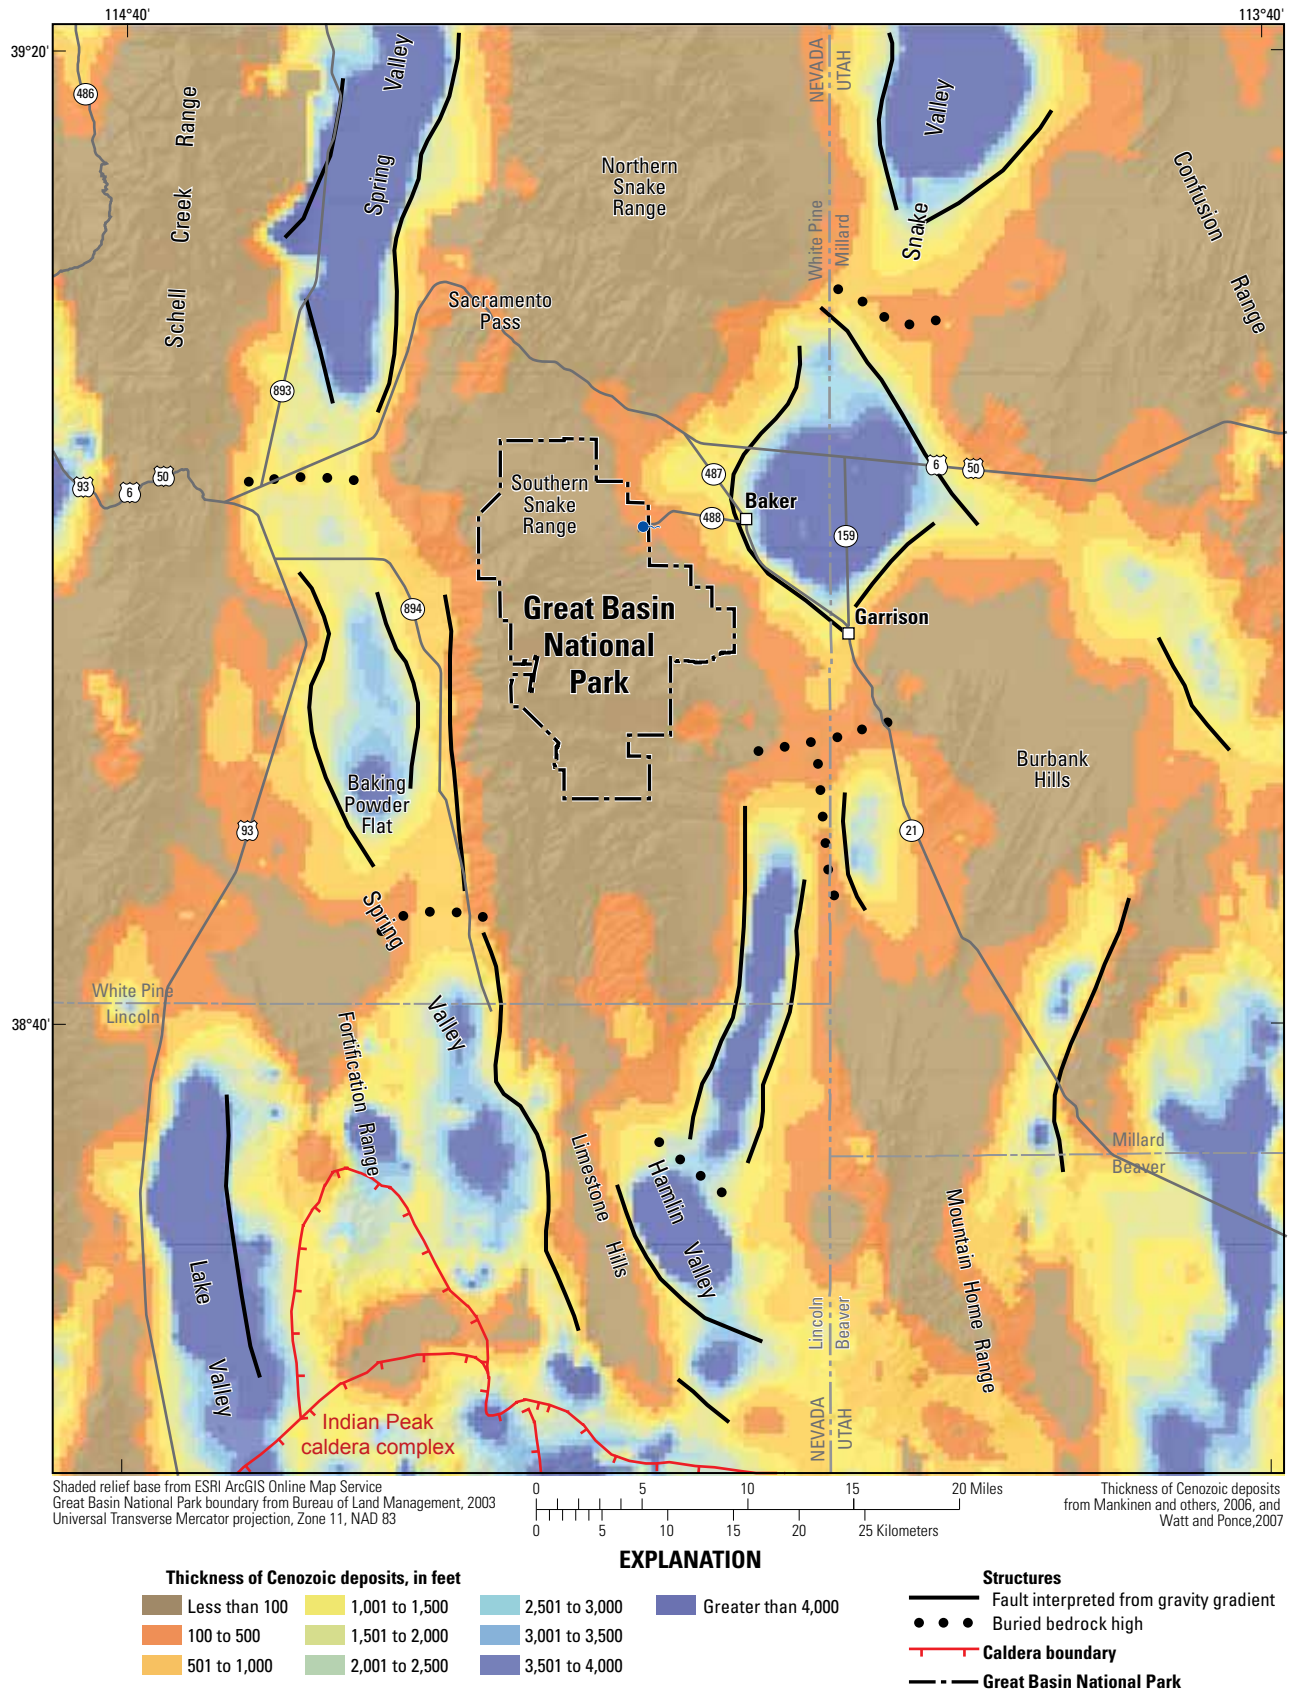 114°40'
113°40'
39°20'
38°40'
486
Schell Creek Range
Spring Valley
893
Northern
Snake
Range
Sacramento
Pass
NEVADA
UTAH
White Pine
Millard
Snake Valley
Confusion Range
93
6
50
487
488
Baker
6
50
159
Southern
Snake
Range
Great Basin
National
Park
Garrison
894
Baking
Powder
Flat
93
Burbank
Hills
21
Spring Valley
White Pine
Lincoln
Fortification Range
Limestone Hills
Hamlin Valley
Millard
Beaver
Mountain Home Range
Lake Valley
Lincoln
Beaver
NEVADA
UTAH
Indian Peak
caldera complex
Shaded relief base from ESRI ArcGIS Online Map Service
Great Basin National Park boundary from Bureau of Land Management, 2003
Universal Transverse Mercator projection, Zone 11, NAD 83
0 5 10 15 20 Miles
0 5 10 15 20 25 Kilometers
Thickness of Cenozoic deposits
from Mankinen and others, 2006, and
Watt and Ponce,2007
EXPLANATION
Thickness of Cenozoic deposits, in feet
Less than 100
100 to 500
501 to 1,000
1,001 to 1,500
1,501 to 2,000
2,001 to 2,500
2,501 to 3,000
3,001 to 3,500
3,501 to 4,000
Greater than 4,000
Structures
Fault interpreted from gravity gradient
Buried bedrock high
Caldera boundary
Great Basin National Park